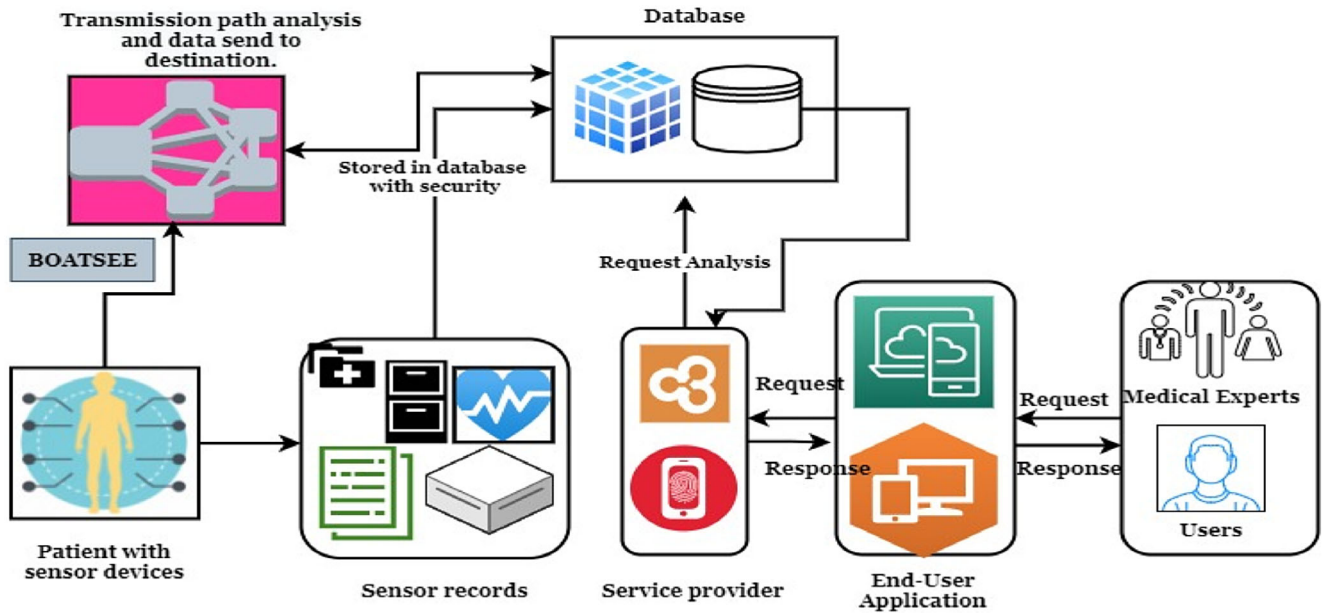 Transmission path analysis
and data send to
destination.
Database
Stored in database
with security
BOATSEE
Request Analysis
Request
Response
Request
Response
Medical Experts
Users
Patient with
sensor devices
Sensor records
Service provider
End-User
Application